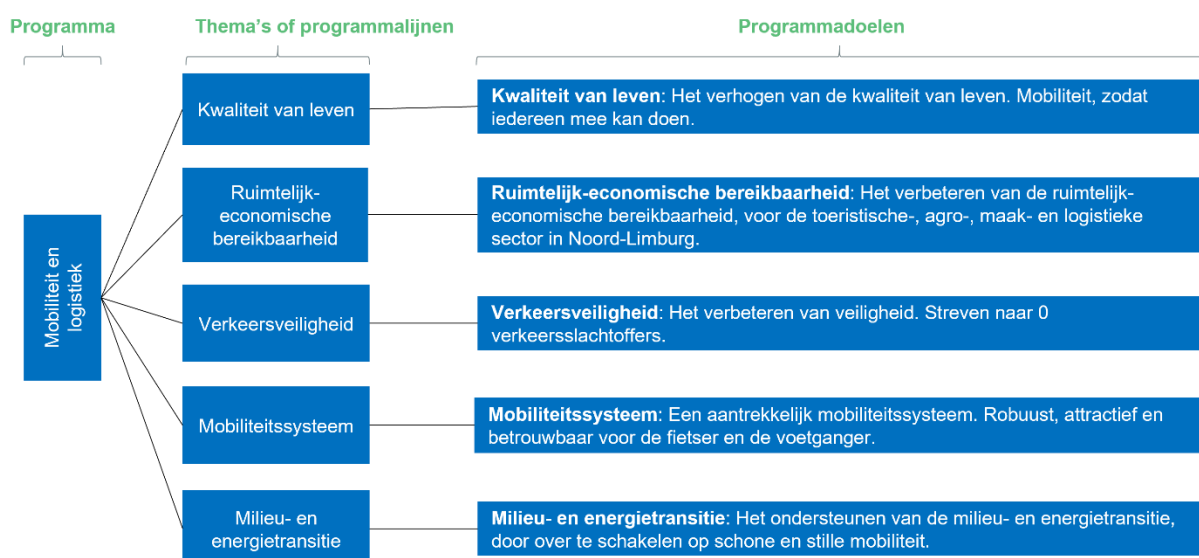 Programma
Thema's of programmalijnen
Programmadoelen
Mobiliteit en
logistiek
Kwaliteit van leven
Kwaliteit van leven: Het verhogen van de kwaliteit van leven. Mobiliteit, zodat
iedereen mee kan doen.
Ruimtelijk-
economische
bereikbaarheid
Ruimtelijk-economische bereikbaarheid: Het verbeteren van de ruimtelijk-
economische bereikbaarheid, voor de toeristische-, agro-, maak- en logistieke
sector in Noord-Limburg.
Verkeersveiligheid
Verkeersveiligheid: Het verbeteren van veiligheid. Streven naar 0
verkeersslachtoffers.
Mobiliteitssysteem
Mobiliteitssysteem: Een aantrekkelijk mobiliteitssysteem. Robuust, attractief en
betrouwbaar voor de fietser en de voetganger.
Milieu- en
energietransitie
Milieu- en energietransitie: Het ondersteunen van de milieu- en energietransitie,
door over te schakelen op schone en stille mobiliteit.